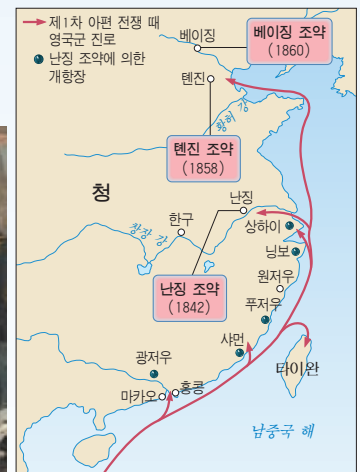 제1차 아편 전쟁 때
영국군 진로
난징 조약에 의한
개항장
베이징
베이징 조약
(1860)
톈진
황허 강
톈진 조약
(1858)
청
난징
한구
상하이
창장 강
닝보
난징 조약
(1842)
원저우
푸저우
샤먼
광저우
타이완
마카오
홍콩
남중국 해